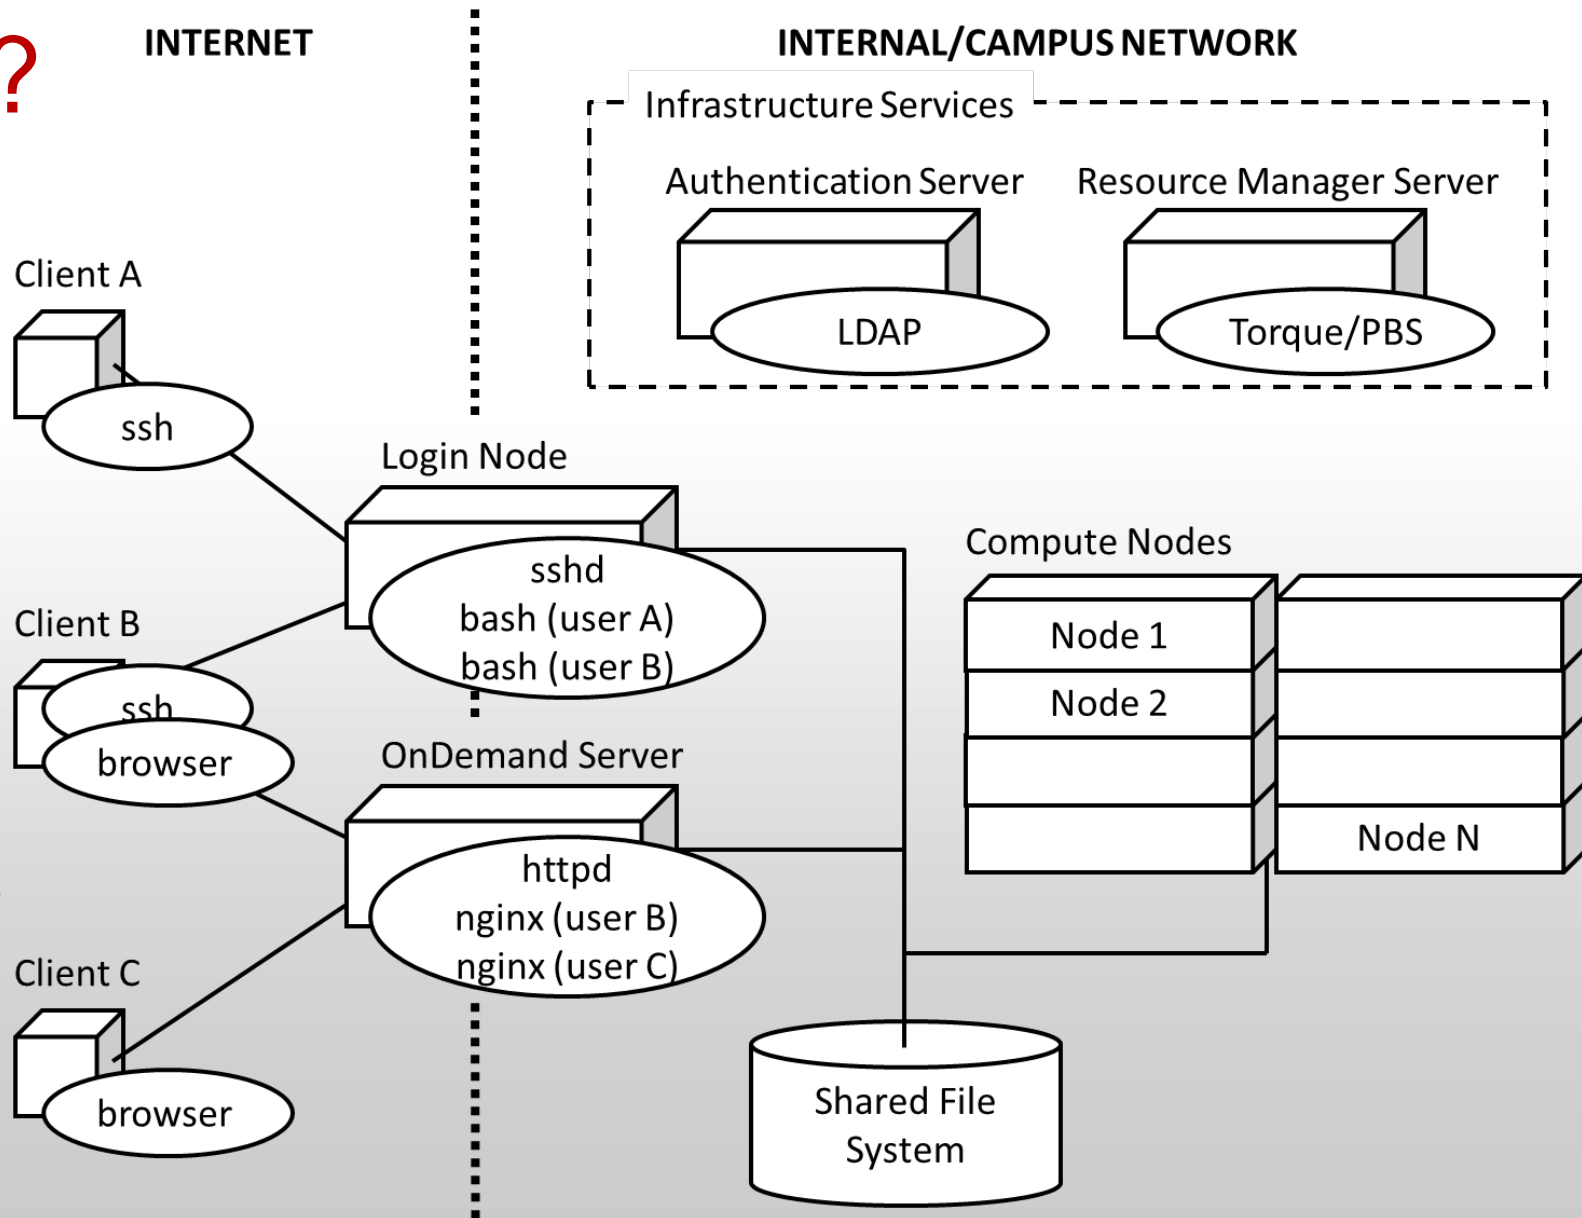 ?
INTERNET
INTERNAL/CAMPUS NETWORK
Infrastructure Services
Authentication Server
Resource Manager Server
LDAP
Torque/PBS
Client A
ssh
Login Node
sshd
bash (user A)
bash (user B)
Client B
ssh
browser
OnDemand Server
httpd
nginx (user B)
nginx (user C)
Client C
browser
Compute Nodes
Node 1
Node 2
Node N
Shared File
System